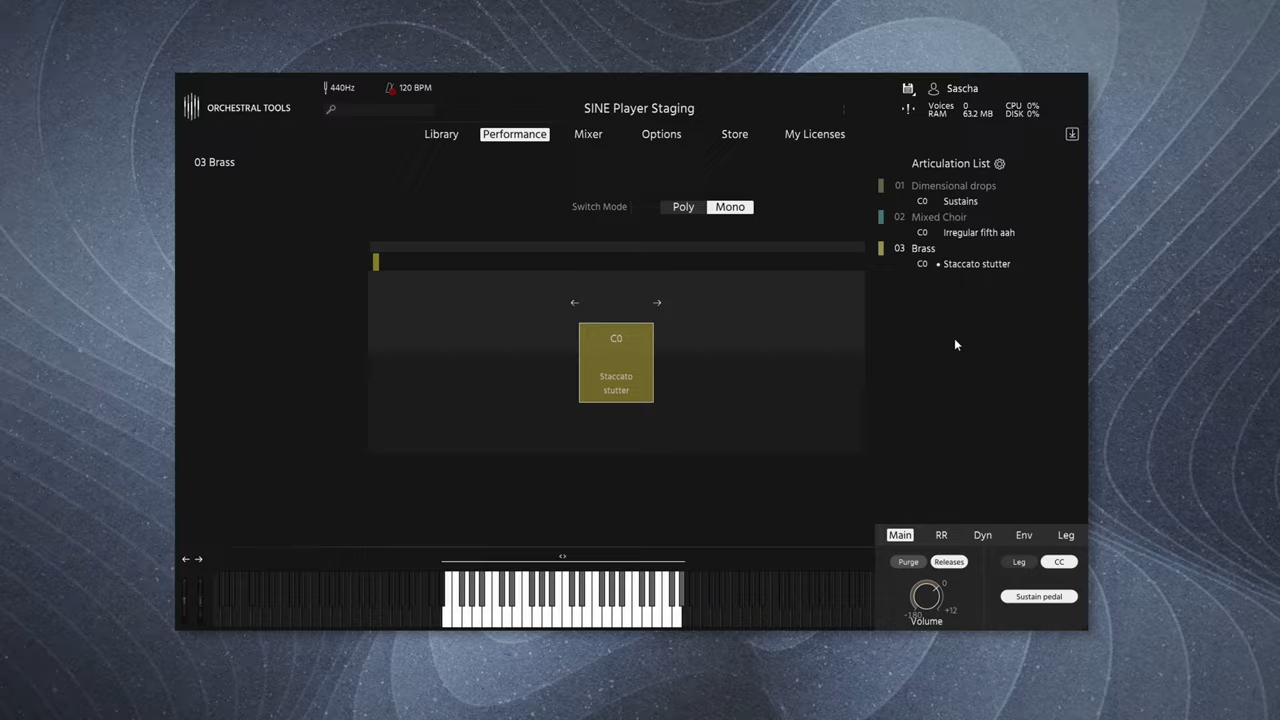 440Hz
120 BPM
Sascha
ORCHESTRAL TOOLS
SINE Player Staging
Voices 0
RAM 63.2 MB
CPU 0%
DISK 0%
Library Performance Mixer Options Store My Licenses
03 Brass
Articulation List
01 Dimensional drops
C0 Sustains
02 Mixed Choir
C0 Irregular fifth aah
03 Brass
C0 • Staccato stutter
Switch Mode Poly Mono
C0
Staccato
stutter
Main RR Dyn Env Leg
Purge Releases Leg CC
0
-180 +12
Volume
Sustain pedal